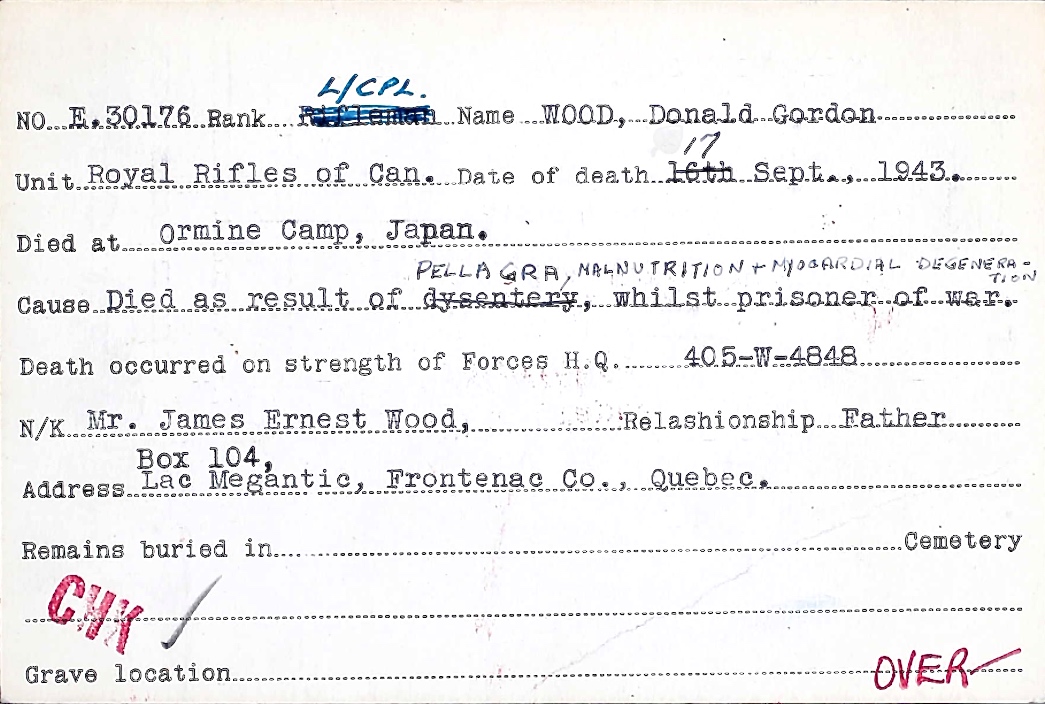 L/CPL.
NO. E.30176 Rank Rifleman Name WOOD, Donald Gordon
17
Unit Royal Rifles of Can. Date of death 16th Sept., 1943.
Died at Ormine Camp, Japan.
PELLAGRA, MALNUTRITION + MYOCARDIAL DEGENERA-
TION
Cause Died as result of dysentery, whilst prisoner of war.
Death occurred on strength of Forces H.Q. 405-W-4848
N/K Mr. James Ernest Wood, Relashionship Father
Box 104,
Address Lac Megantic, Frontenac Co., Quebec.
Remains buried in Cemetery
CHK
Grave location OVER